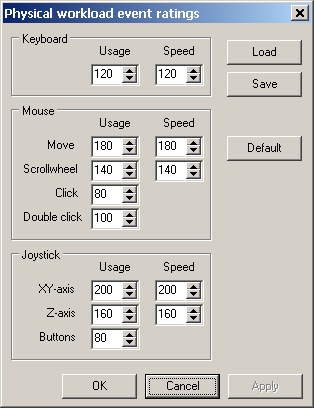 Physical workload event ratings
Keyboard
Usage Speed
120 120
Load
Save
Default
Mouse
Usage Speed
Move 180 180
Scrollwheel 140 140
Click 80
Double click 100
Joystick
Usage Speed
XY-axis 200 200
Z-axis 160 160
Buttons 80
OK Cancel Apply